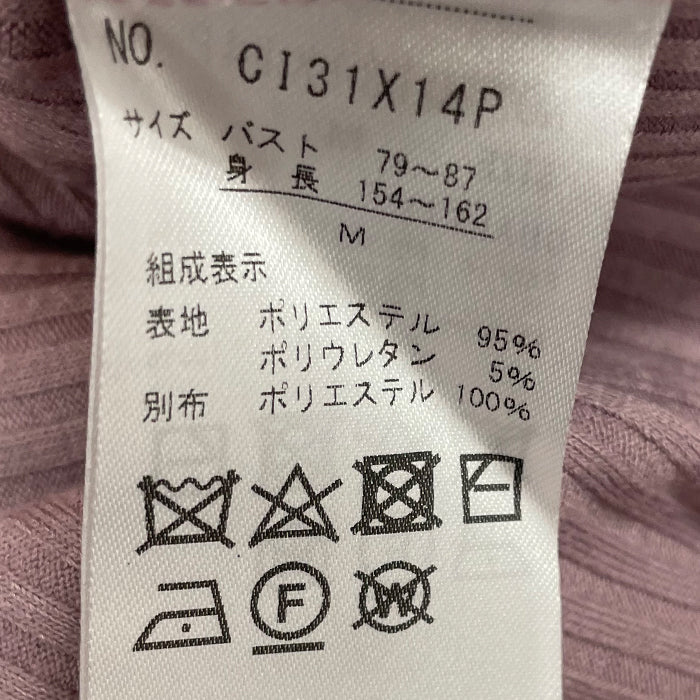 NO. CI31X14P
サイズ バスト 79～87
身 長 154～162
M
組成表示
表地 ポリエステル 95%
ポリウレタン 5%
別布 ポリエステル 100%
F
W